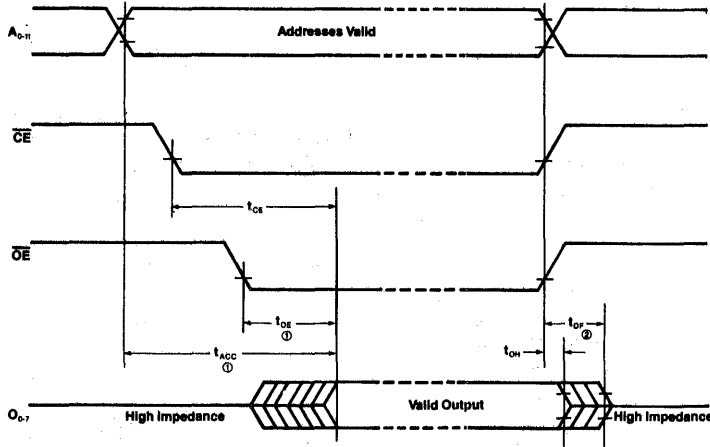 A0-11
Addresses Valid
CE
tCE
OE
tOE
①
tACC
①
tOH
tDF
②
O0-7
High Impedance
Valid Output
High Impedance